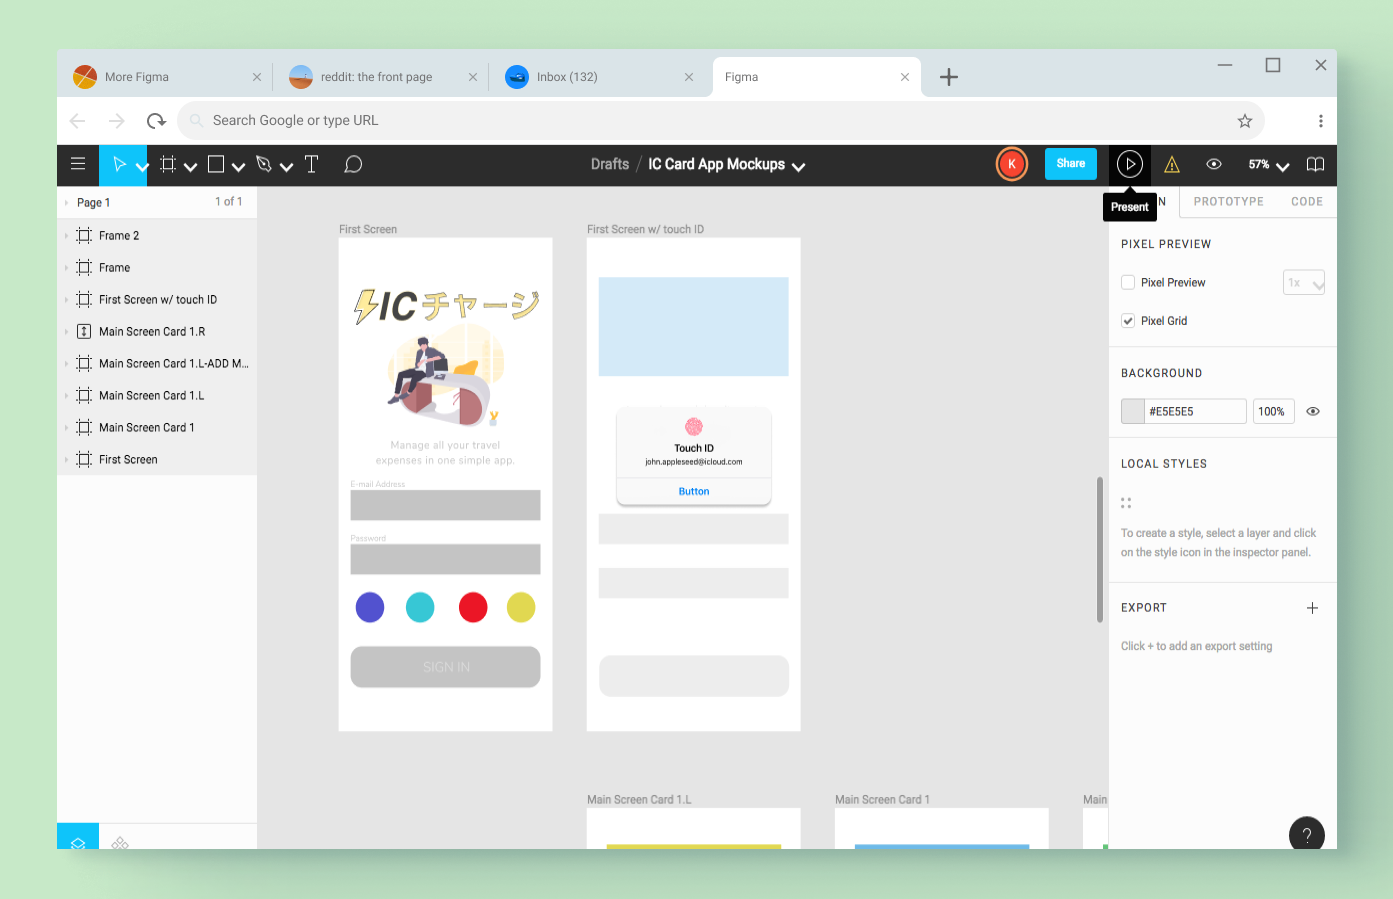 More Figma
reddit: the front page
Inbox (132)
Figma
Search Google or type URL
Drafts / IC Card App Mockups
K
Share
57%
Present
Page 1
1 of 1
PROTOTYPE
CODE
Frame 2
Frame
First Screen w/ touch ID
Main Screen Card 1.R
Main Screen Card 1.L-ADD M...
Main Screen Card 1.L
Main Screen Card 1
First Screen
First Screen
ICチャージ
Manage all your travel
expenses in one simple app.
E-mail Address
Password
SIGN IN
First Screen w/ touch ID
Touch ID
john.appleseed@icloud.com
Button
Main Screen Card 1.L
Main Screen Card 1
Main
PIXEL PREVIEW
Pixel Preview
1x
Pixel Grid
BACKGROUND
#E5E5E5
100%
LOCAL STYLES
To create a style, select a layer and click
on the style icon in the inspector panel.
EXPORT
Click + to add an export setting
?